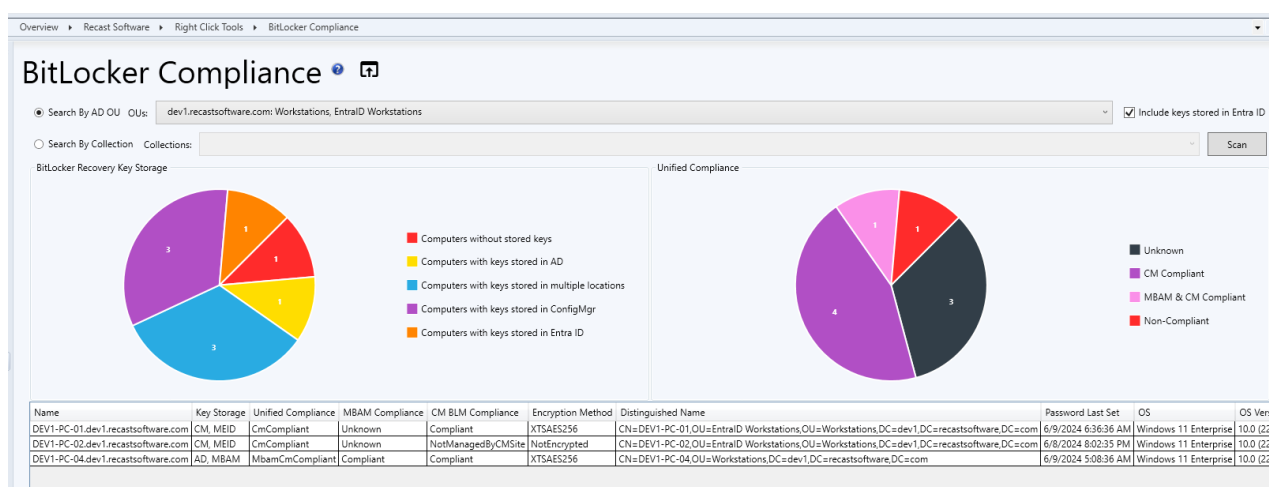 Overview ▸ Recast Software ▸ Right Click Tools ▸ BitLocker Compliance
BitLocker Compliance
Search By AD OU OUs: dev1.recastsoftware.com: Workstations, EntraID Workstations Include keys stored in Entra ID
Search By Collection Collections: Scan
BitLocker Recovery Key Storage
3
1
1
1
3
Computers without stored keys
Computers with keys stored in AD
Computers with keys stored in multiple locations
Computers with keys stored in ConfigMgr
Computers with keys stored in Entra ID
Unified Compliance
1
1
3
4
Unknown
CM Compliant
MBAM & CM Compliant
Non-Compliant
Name Key Storage Unified Compliance MBAM Compliance CM BLM Compliance Encryption Method Distinguished Name Password Last Set OS OS Vers
DEV1-PC-01.dev1.recastsoftware.com CM, MEID CmCompliant Unknown Compliant XTSAES256 CN=DEV1-PC-01,OU=EntraID Workstations,OU=Workstations,DC=dev1,DC=recastsoftware,DC=com 6/9/2024 6:36:36 AM Windows 11 Enterprise 10.0 (22
DEV1-PC-02.dev1.recastsoftware.com CM, MEID CmCompliant Unknown NotManagedByCMSite NotEncrypted CN=DEV1-PC-02,OU=EntraID Workstations,OU=Workstations,DC=dev1,DC=recastsoftware,DC=com 6/8/2024 8:02:35 PM Windows 11 Enterprise 10.0 (22
DEV1-PC-04.dev1.recastsoftware.com AD, MBAM MbamCmCompliant Compliant Compliant XTSAES256 CN=DEV1-PC-04,OU=Workstations,DC=dev1,DC=recastsoftware,DC=com 6/9/2024 5:08:36 AM Windows 11 Enterprise 10.0 (22